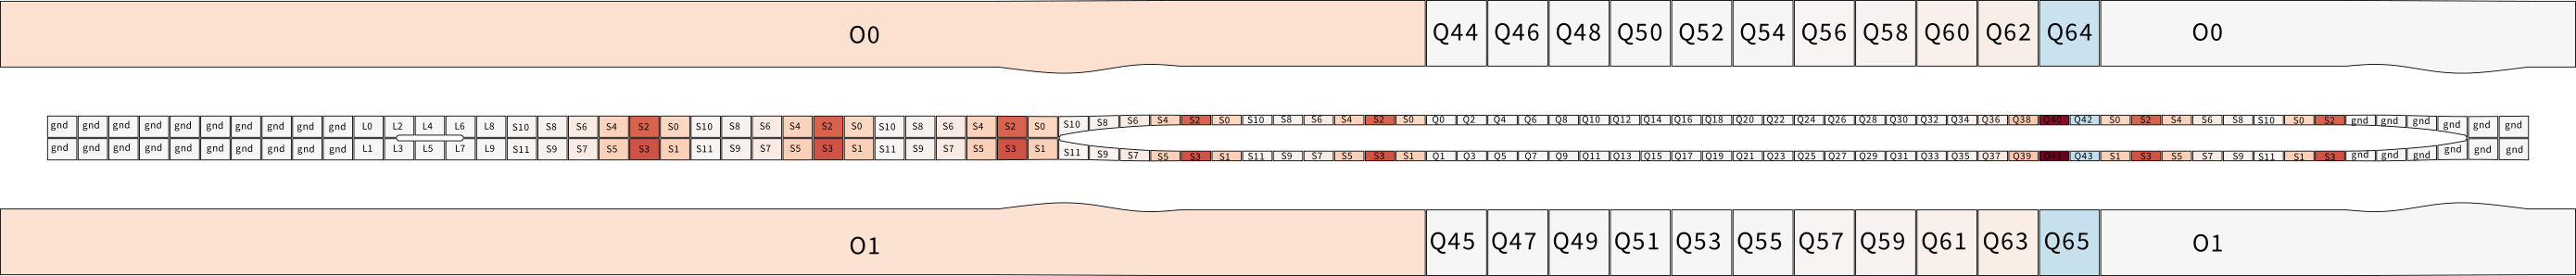 O0 Q44 Q46 Q48 Q50 Q52 Q54 Q56 Q58 Q60 Q62 Q64 O0
gnd gnd gnd gnd gnd gnd gnd gnd gnd gnd L0 L2 L4 L6 L8 S10 S8 S6 S4 S2 S0 S10 S8 S6 S4 S2 S0 S10 S8 S6 S4 S2 S0 S10 S8 S6 S4 S2 S0 S10 S8 S6 S4 S2 S0 Q0 Q2 Q4 Q6 Q8 Q10 Q12 Q14 Q16 Q18 Q20 Q22 Q24 Q26 Q28 Q30 Q32 Q34 Q36 Q38 Q40 Q42 S0 S2 S4 S6 S8 S10 S0 S2 gnd gnd gnd gnd gnd gnd
gnd gnd gnd gnd gnd gnd gnd gnd gnd gnd L1 L3 L5 L7 L9 S11 S9 S7 S5 S3 S1 S11 S9 S7 S5 S3 S1 S11 S9 S7 S5 S3 S1 S11 S9 S7 S5 S3 S1 S11 S9 S7 S5 S3 S1 Q1 Q3 Q5 Q7 Q9 Q11 Q13 Q15 Q17 Q19 Q21 Q23 Q25 Q27 Q29 Q31 Q33 Q35 Q37 Q39 Q41 Q43 S1 S3 S5 S7 S9 S11 S1 S3 gnd gnd gnd gnd gnd gnd
O1 Q45 Q47 Q49 Q51 Q53 Q55 Q57 Q59 Q61 Q63 Q65 O1